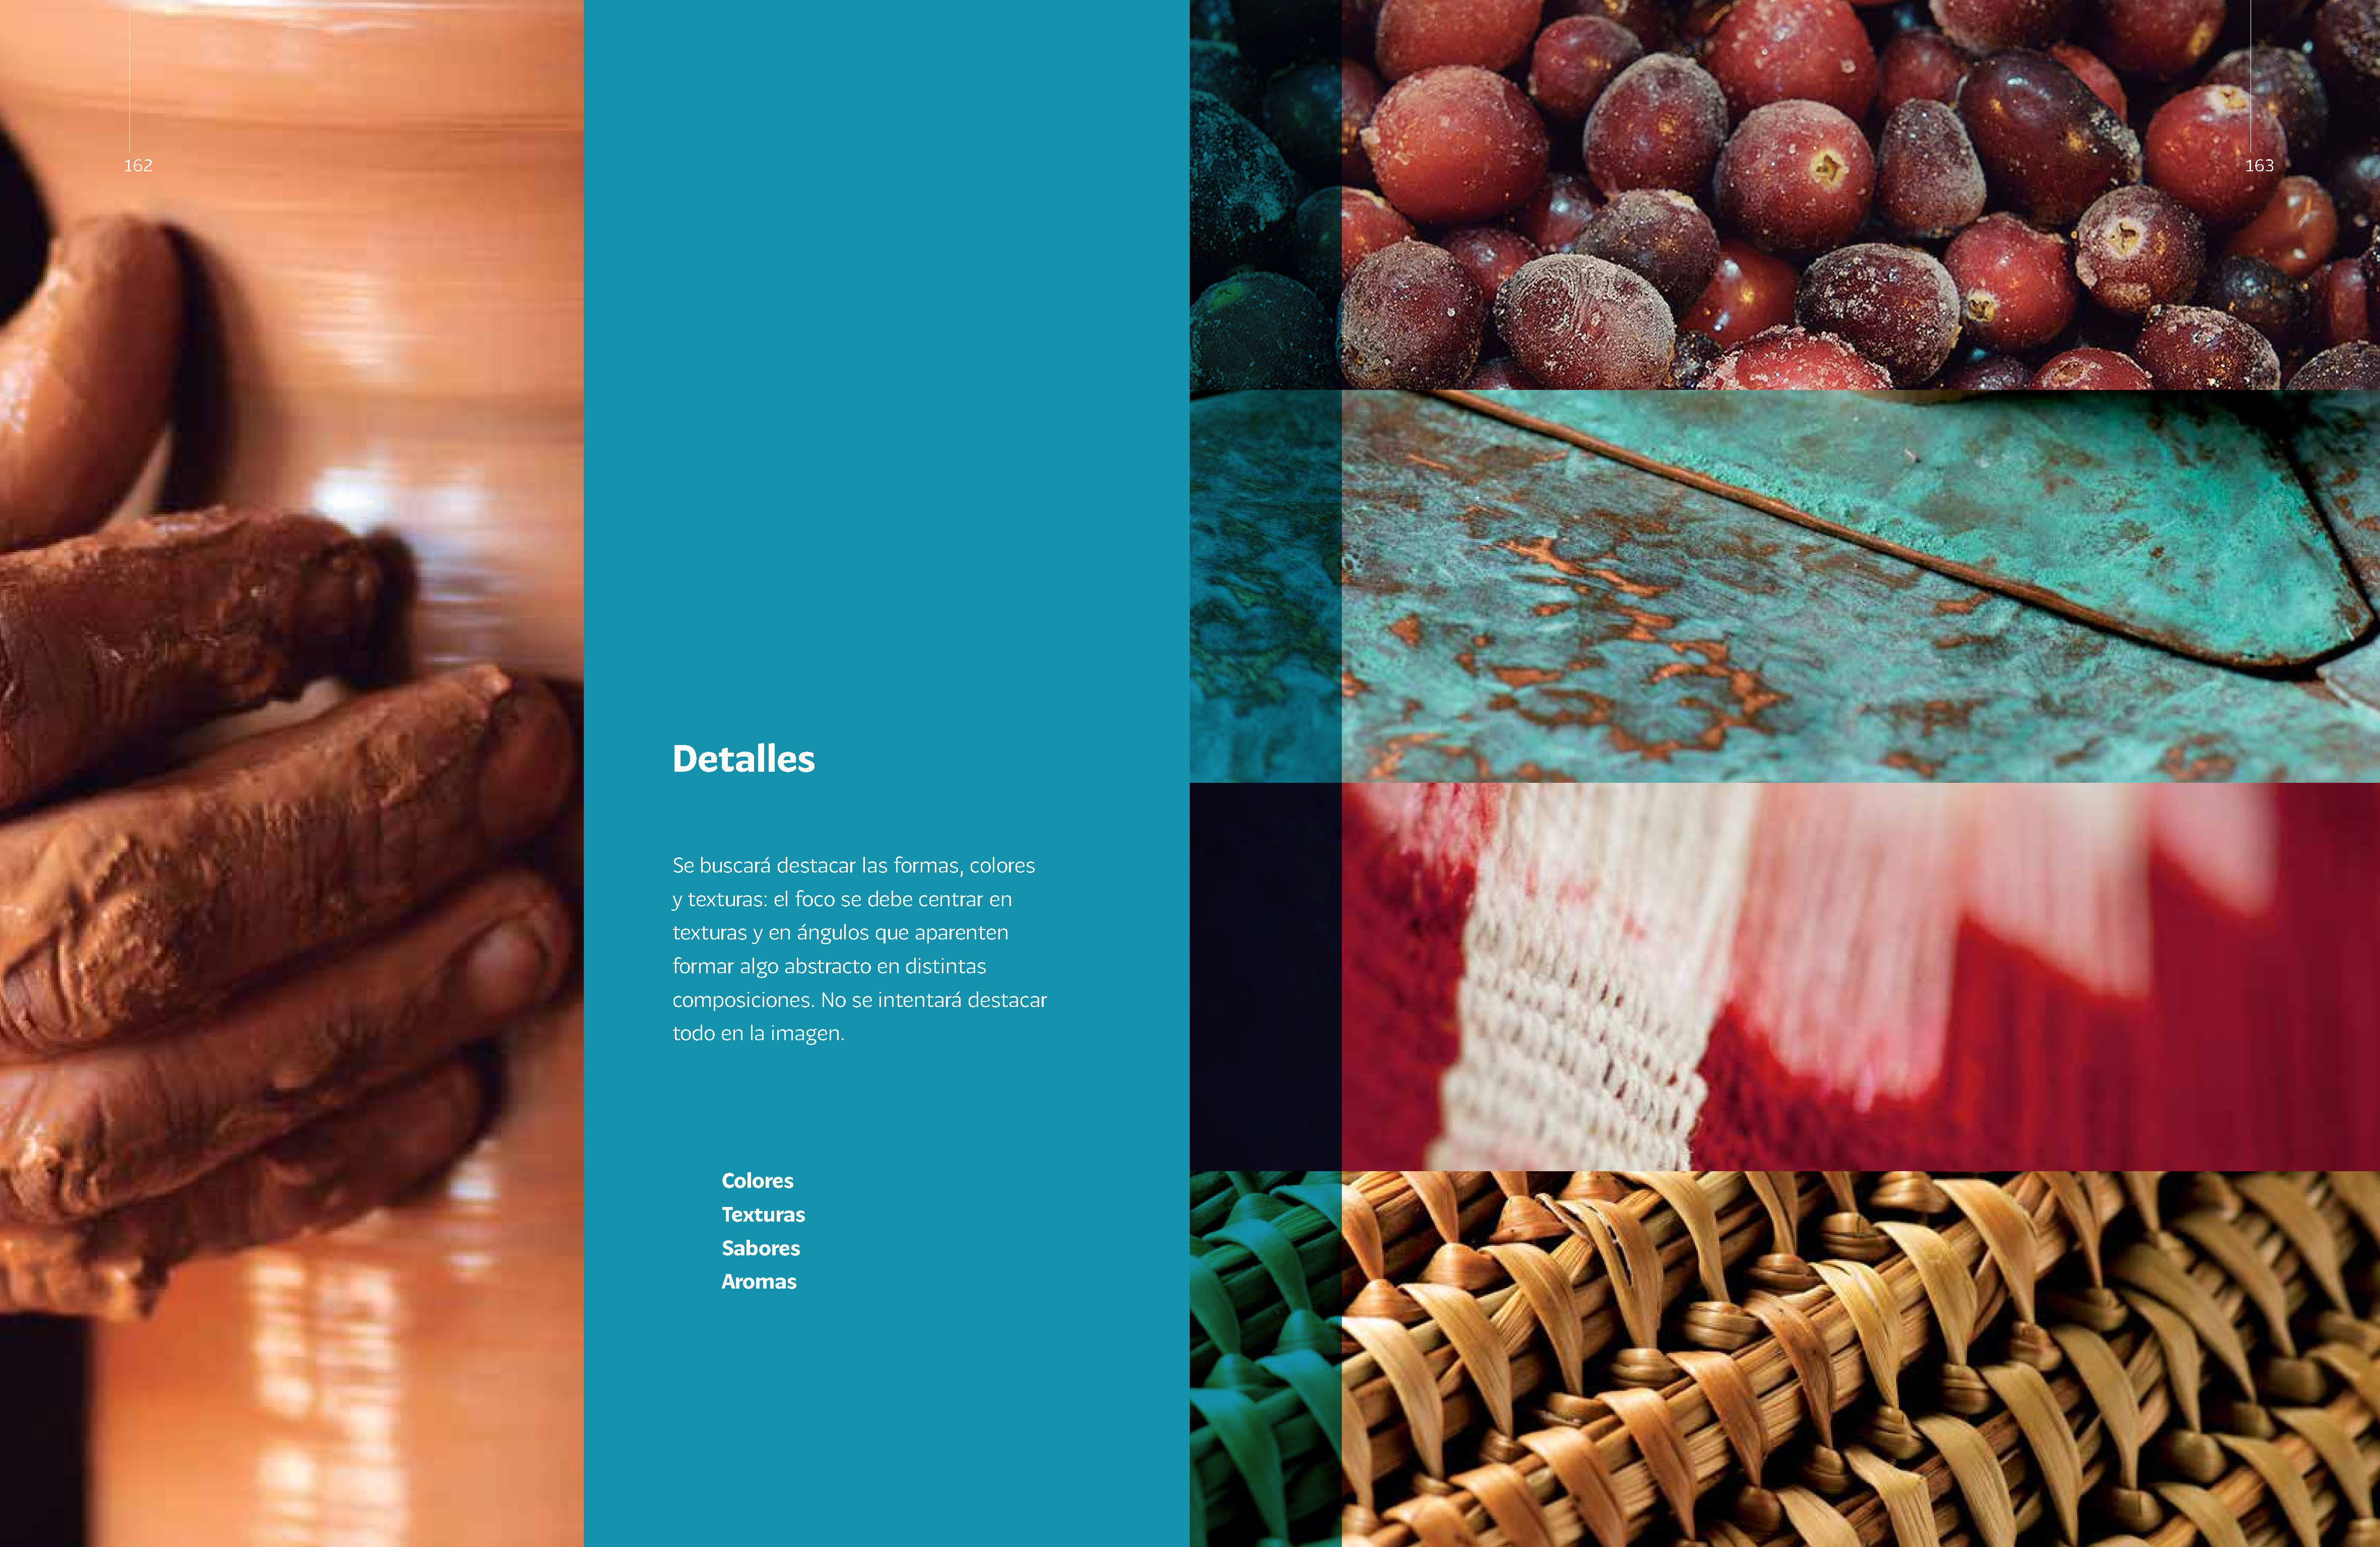 162
Detalles
Se buscará destacar las formas, colores
y texturas: el foco se debe centrar en
texturas y en ángulos que aparenten
formar algo abstracto en distintas
composiciones. No se intentará destacar
todo en la imagen.
Colores
Texturas
Sabores
Aromas
163